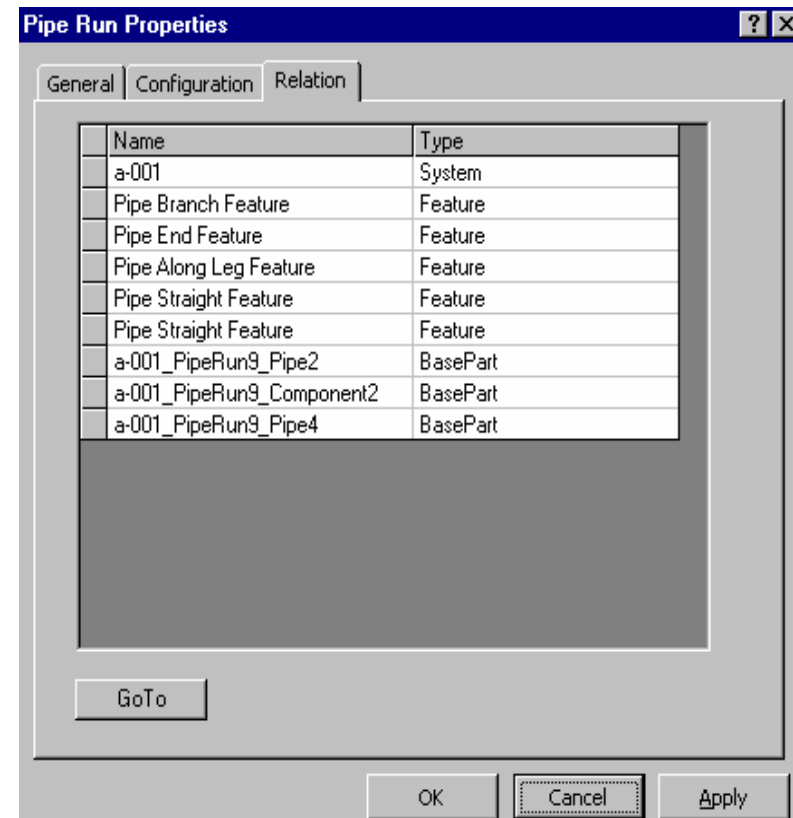 Pipe Run Properties ? X
General Configuration Relation
Name Type
a-001 System
Pipe Branch Feature Feature
Pipe End Feature Feature
Pipe Along Leg Feature Feature
Pipe Straight Feature Feature
Pipe Straight Feature Feature
a-001_PipeRun9_Pipe2 BasePart
a-001_PipeRun9_Component2 BasePart
a-001_PipeRun9_Pipe4 BasePart
GoTo
OK Cancel Apply